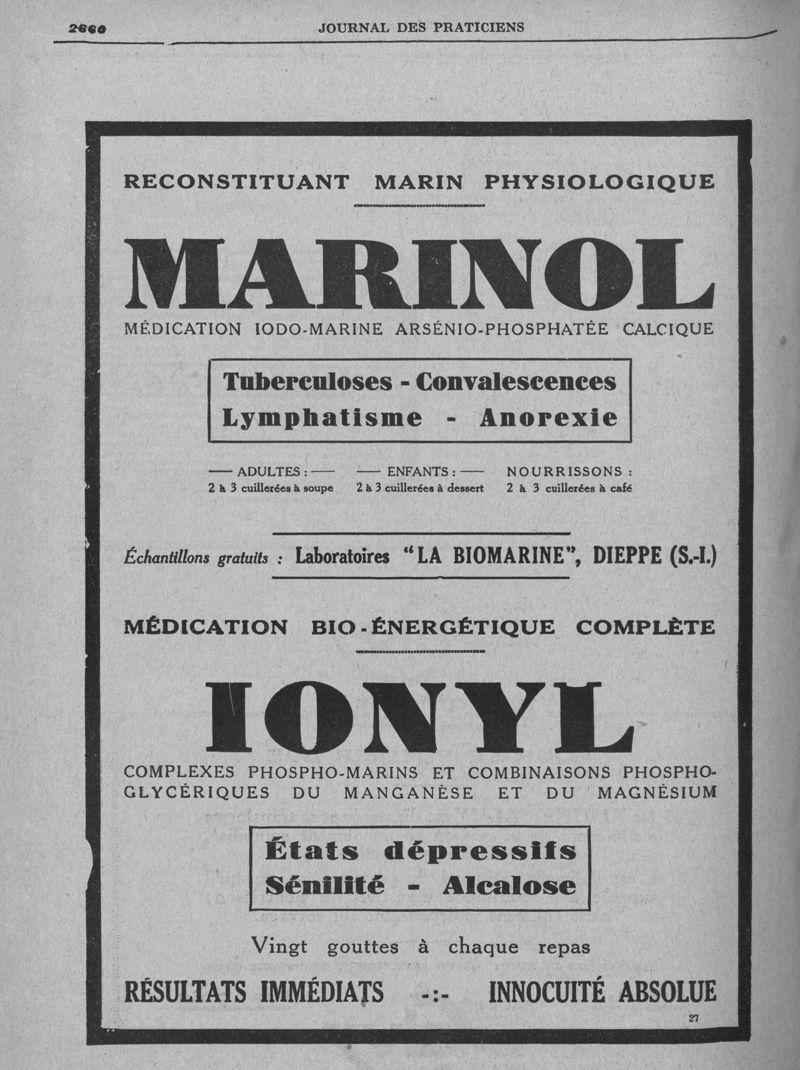 2660
JOURNAL DES PRATICIENS
RECONSTITUANT MARIN PHYSIOLOGIQUE
MARINOL
MÉDICATION IODO-MARINE ARSÉNIO-PHOSPHATÉE CALCIQUE
Tuberculoses - Convalescences
Lymphatisme - Anorexie
ADULTES : ENFANTS : NOURRISSONS :
2 à 3 cuillerées à soupe 2 à 3 cuillerées à dessert 2 à 3 cuillerées à café
Échantillons gratuits : Laboratoires "LA BIOMARINE", DIEPPE (S.-I.)
MÉDICATION BIO-ÉNERGÉTIQUE COMPLÈTE
IONYL
COMPLEXES PHOSPHO-MARINS ET COMBINAISONS PHOSPHO-
GLYCÉRIQUES DU MANGANÈSE ET DU MAGNÉSIUM
États dépressifs
Sénilité - Alcalose
Vingt gouttes à chaque repas
RÉSULTATS IMMÉDIATS -:- INNOCUITÉ ABSOLUE
27